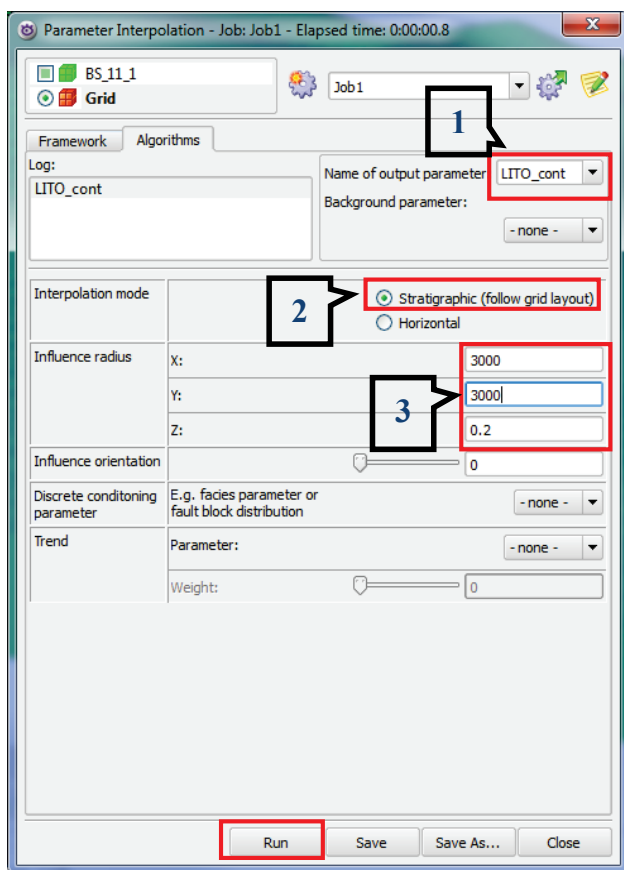 Parameter Interpolation - Job: Job1 - Elapsed time: 0:00:00.8
BS_11_1
Grid
Job1
1
Framework
Algorithms
Log:
LITO_cont
Name of output parameter
LITO_cont
Background parameter:
- none -
Interpolation mode
2
Stratigraphic (follow grid layout)
Horizontal
Influence radius
X:
3000
Y:
3000
3
Z:
0.2
Influence orientation
0
Discrete conditoning
parameter
E.g. facies parameter or
fault block distribution
- none -
Trend
Parameter:
- none -
Weight:
0
Run
Save
Save As...
Close